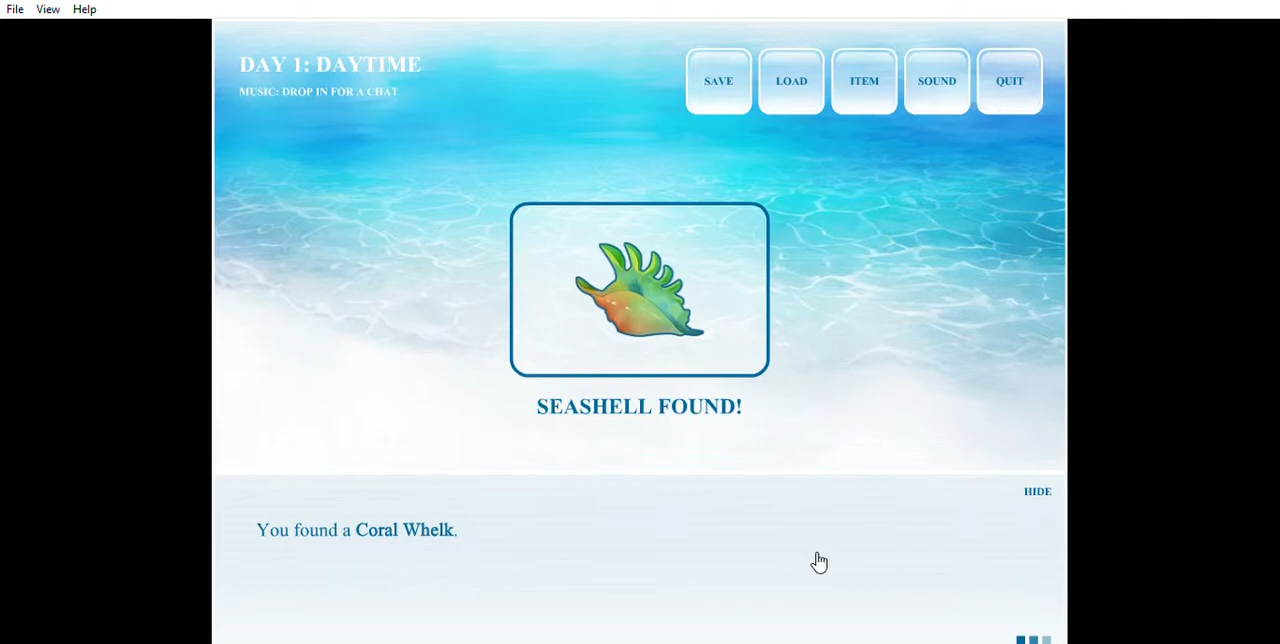 File View Help
DAY 1: DAYTIME
MUSIC: DROP IN FOR A CHAT
SAVE LOAD ITEM SOUND QUIT
SEASHELL FOUND!
HIDE
You found a Coral Whelk.